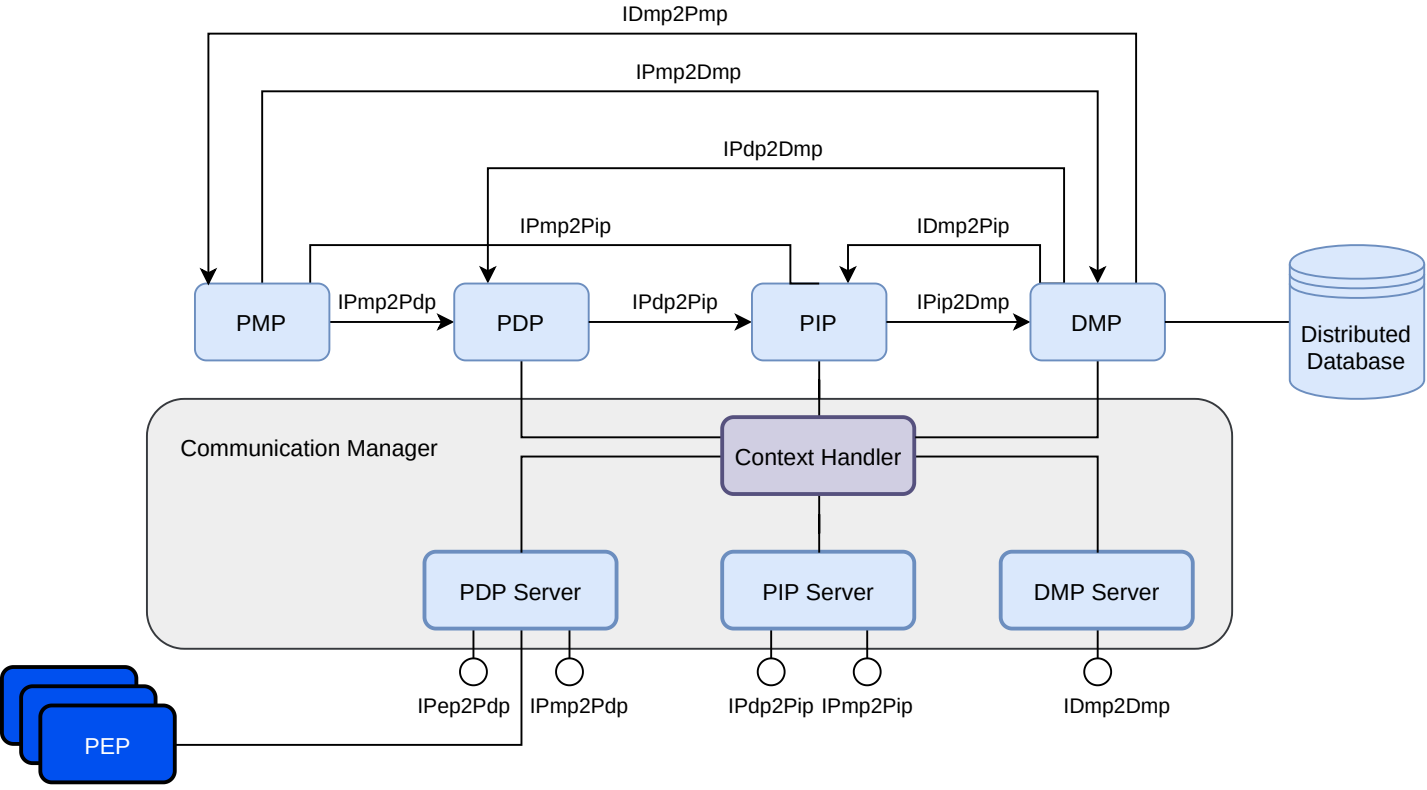 IDmp2Pmp
IPmp2Dmp
IPdp2Dmp
IPmp2Pip
IDmp2Pip
IPmp2Pdp
IPdp2Pip
IPip2Dmp
PMP
PDP
PIP
DMP
Distributed
Database
Communication Manager
Context Handler
PDP Server
PIP Server
DMP Server
IPep2Pdp
IPmp2Pdp
IPdp2Pip
IPmp2Pip
IDmp2Dmp
PEP